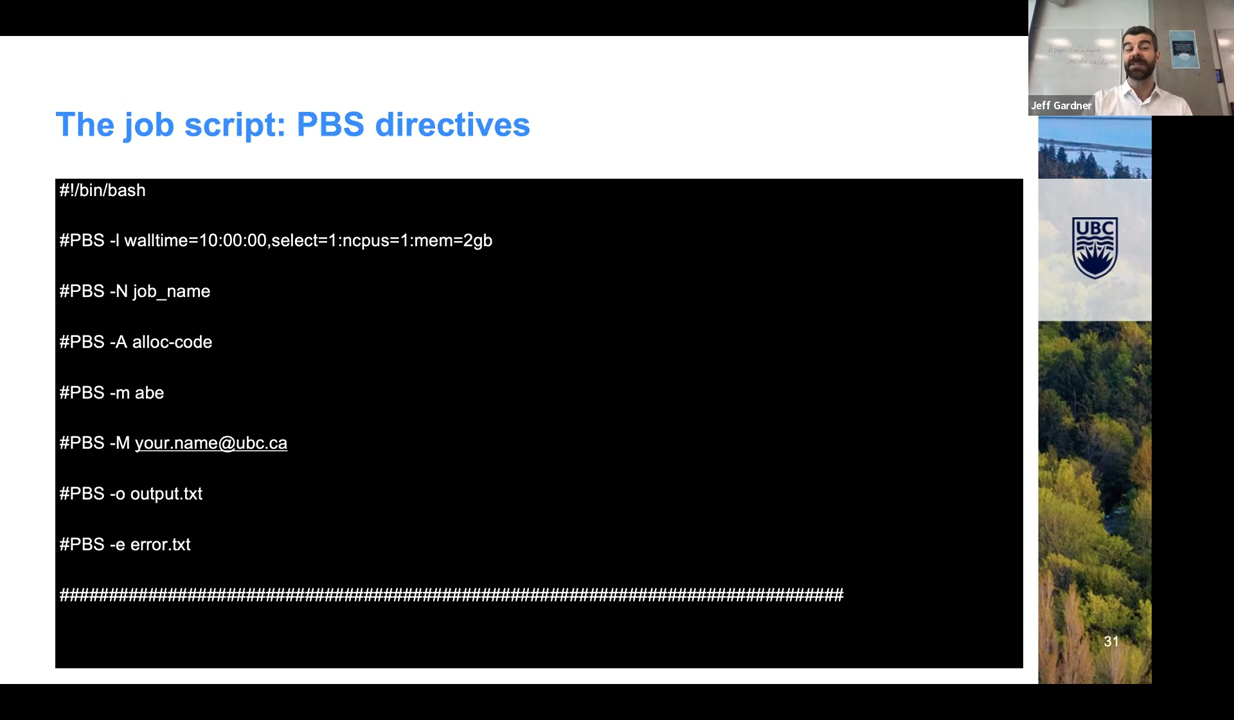 Jeff Gardner
The job script: PBS directives
#!/bin/bash
#PBS -l walltime=10:00:00,select=1:ncpus=1:mem=2gb
#PBS -N job_name
#PBS -A alloc-code
#PBS -m abe
#PBS -M your.name@ubc.ca
#PBS -o output.txt
#PBS -e error.txt
################################################################################
UBC
31